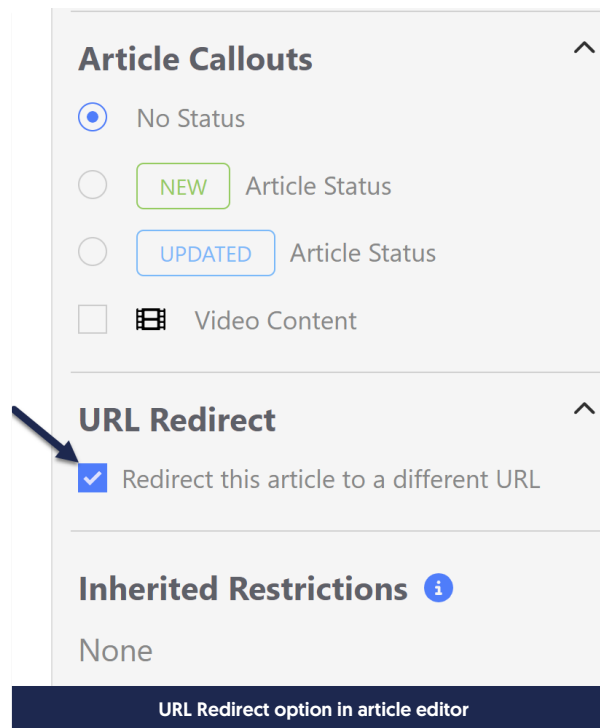 Article Callouts
No Status
NEW Article Status
UPDATED Article Status
Video Content
URL Redirect
Redirect this article to a different URL
Inherited Restrictions i
None
URL Redirect option in article editor